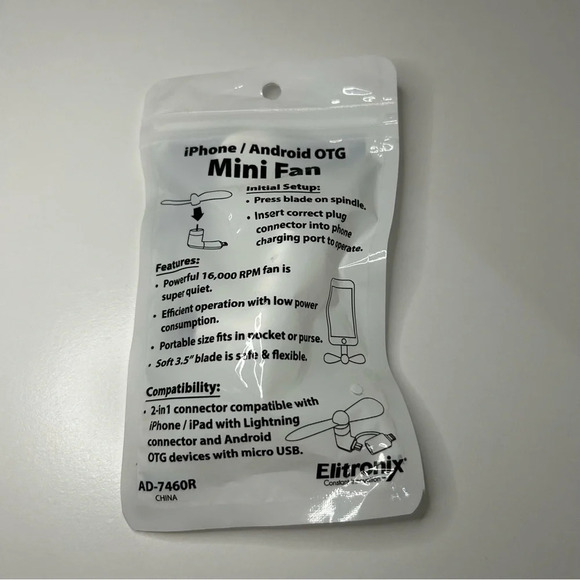 iPhone / Android OTG
Mini Fan
Initial Setup:
• Press blade on spindle.
• Insert correct plug
connector into phone
charging port to operate.
Features:
• Powerful 16,000 RPM fan is
super quiet.
• Efficient operation with low power
consumption.
• Portable size fits in pocket or purse.
• Soft 3.5" blade is safe & flexible.
Compatibility:
• 2-in1 connector compatible with
iPhone / iPad with Lightning
connector and Android
OTG devices with micro USB.
Elitronix
Constant
AD-7460R
CHINA